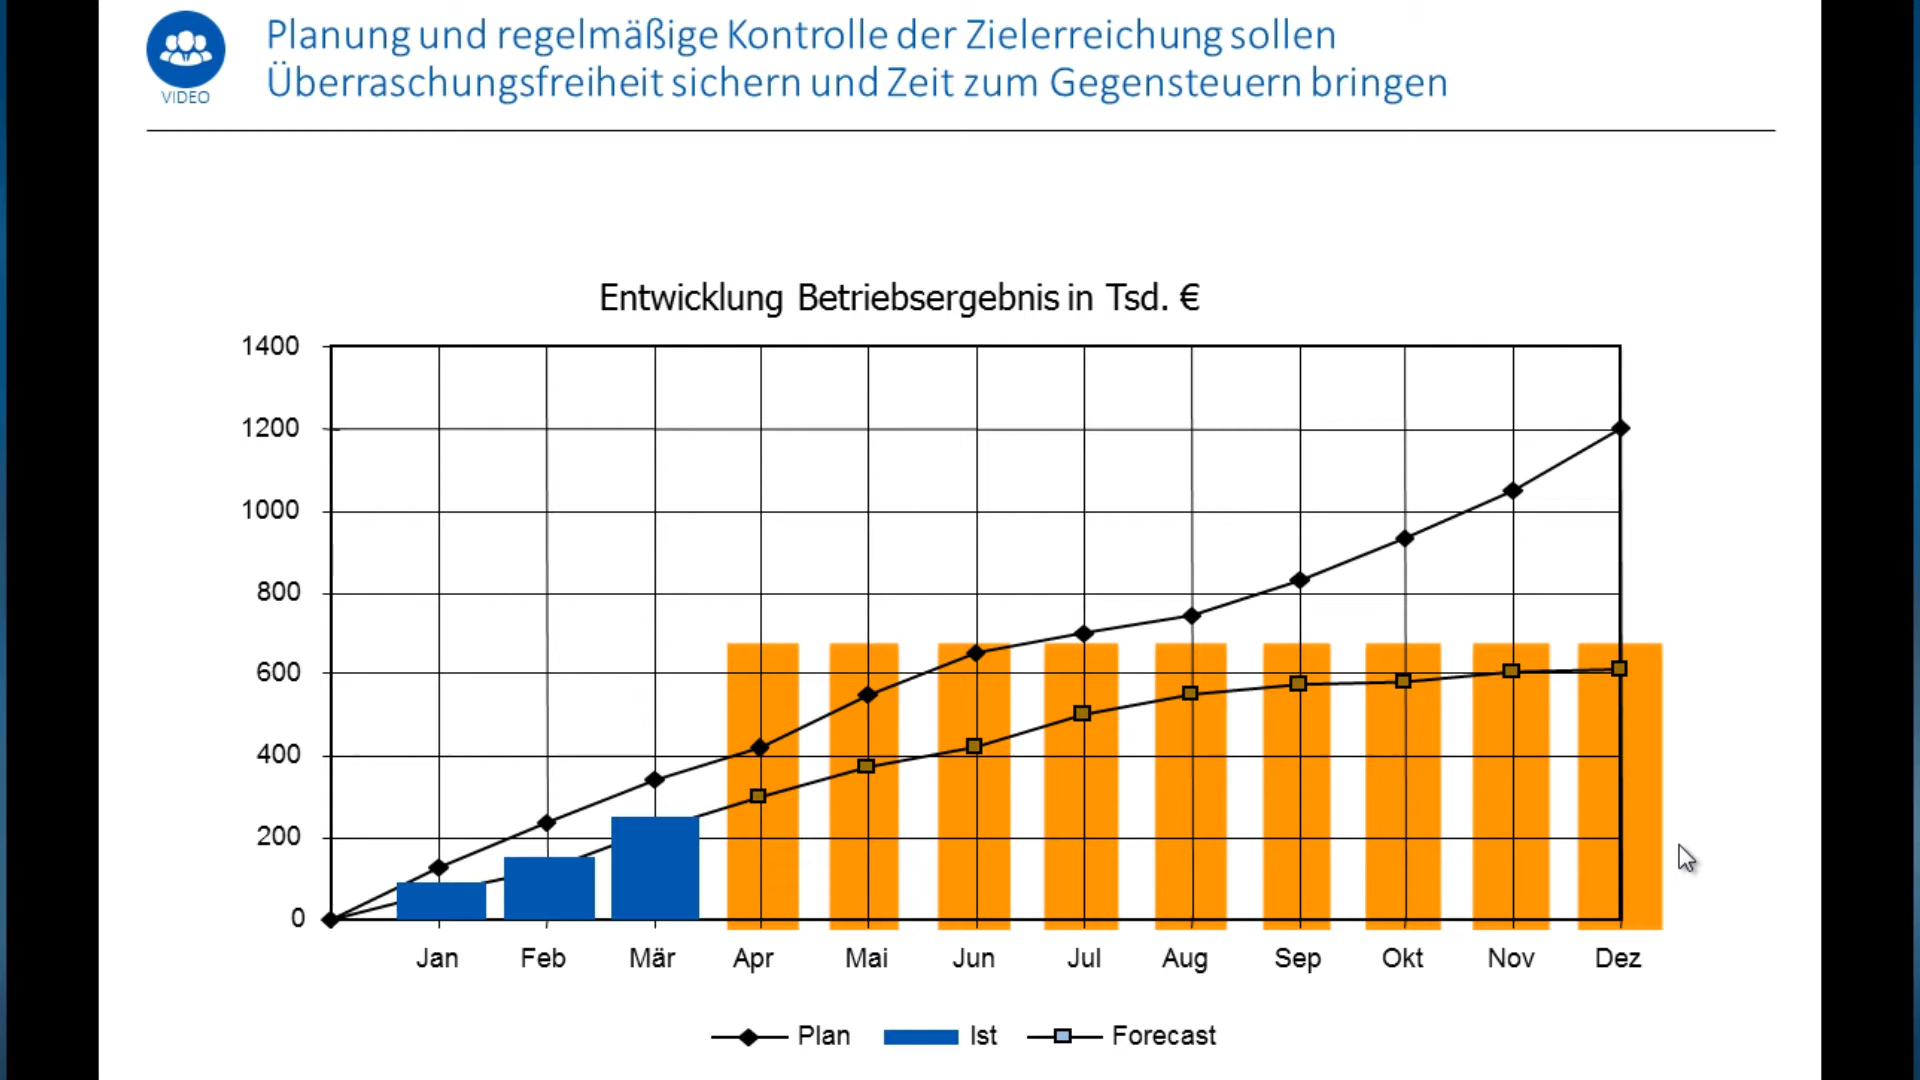 Planung und regelmäßige Kontrolle der Zielerreichung sollen
Überraschungsfreiheit sichern und Zeit zum Gegensteuern bringen
VIDEO
Entwicklung Betriebsergebnis in Tsd. €
1400
1200
1000
800
600
400
200
0
Jan Feb Mär Apr Mai Jun Jul Aug Sep Okt Nov Dez
Plan Ist Forecast